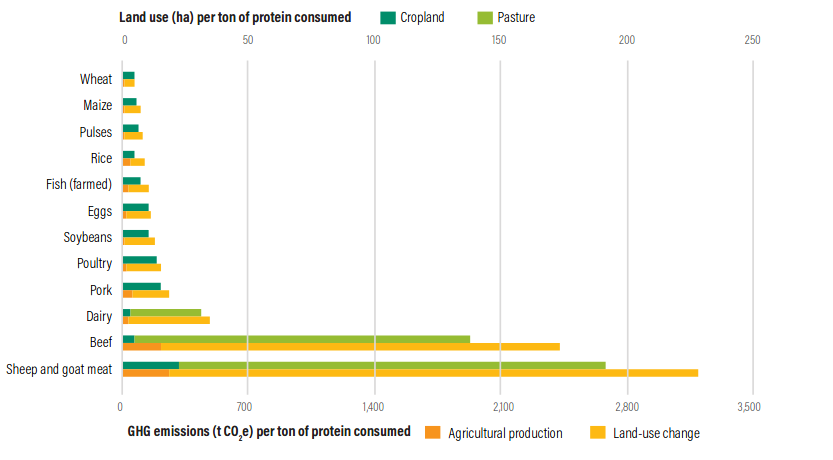 Land use (ha) per ton of protein consumed Cropland Pasture
0 50 100 150 200 250
Wheat
Maize
Pulses
Rice
Fish (farmed)
Eggs
Soybeans
Poultry
Pork
Dairy
Beef
Sheep and goat meat
0 700 1,400 2,100 2,800 3,500
GHG emissions (t CO₂e) per ton of protein consumed Agricultural production Land-use change